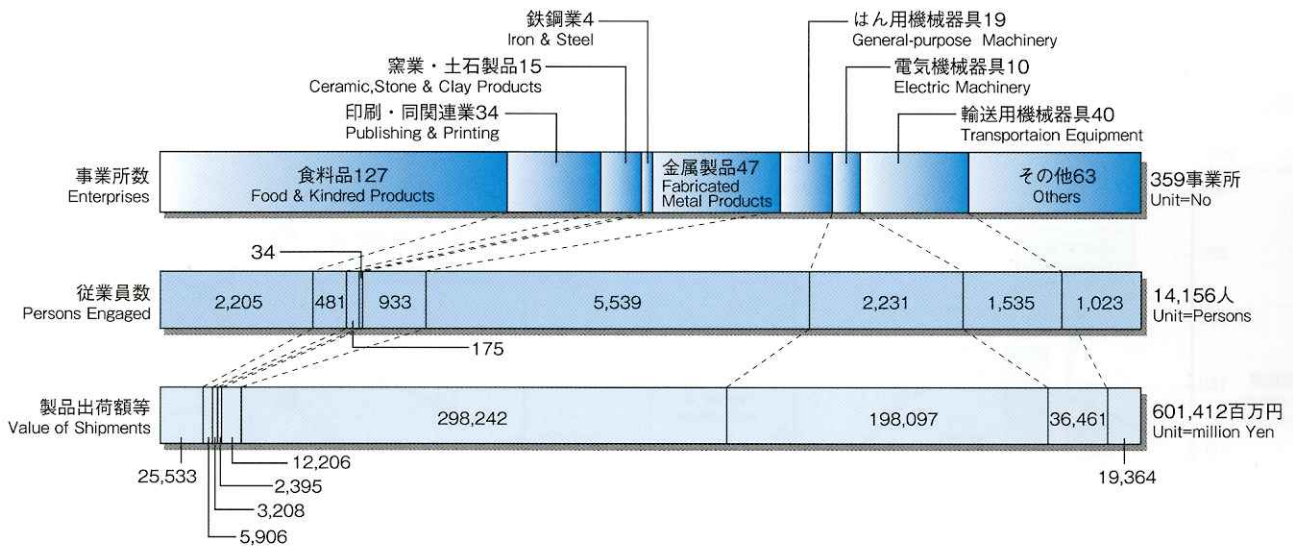 鉄鋼業4
Iron & Steel
はん用機械器具19
General-purpose Machinery
窯業・土石製品15
Ceramic,Stone & Clay Products
電気機械器具10
Electric Machinery
印刷・同関連業34
Publishing & Printing
輸送用機械器具40
Transportaion Equipment
事業所数
Enterprises
食料品127
Food & Kindred Products
金属製品47
Fabricated
Metal Products
その他63
Others
359事業所
Unit=No
34
従業員数
Persons Engaged
2,205
481
933
5,539
2,231
1,535
1,023
14,156人
Unit=Persons
175
製品出荷額等
Value of Shipments
298,242
198,097
36,461
601,412百万円
Unit=million Yen
25,533
12,206
2,395
3,208
5,906
19,364